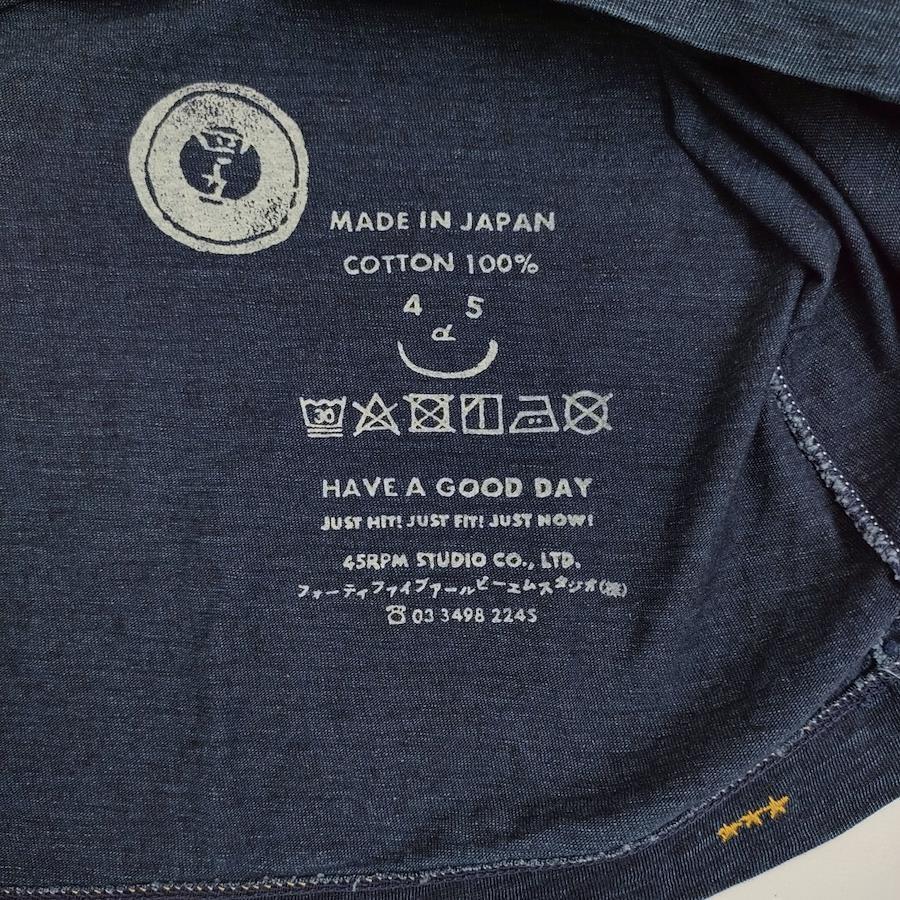 MADE IN JAPAN
COTTON 100%
4 5
R
30
HAVE A GOOD DAY
JUST HIT! JUST FIT! JUST NOW!
45RPM STUDIO CO., LTD.
フォーティファイブアールピーエムスタジオ(株)
☎ 03 3498 2245